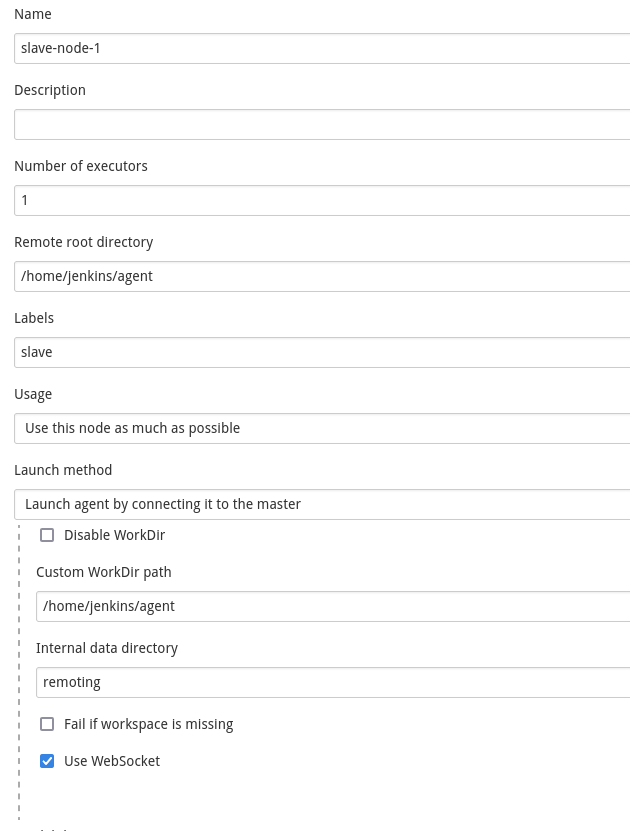 Name
slave-node-1
Description
Number of executors
1
Remote root directory
/home/jenkins/agent
Labels
slave
Usage
Use this node as much as possible
Launch method
Launch agent by connecting it to the master
Disable WorkDir
Custom WorkDir path
/home/jenkins/agent
Internal data directory
remoting
Fail if workspace is missing
Use WebSocket